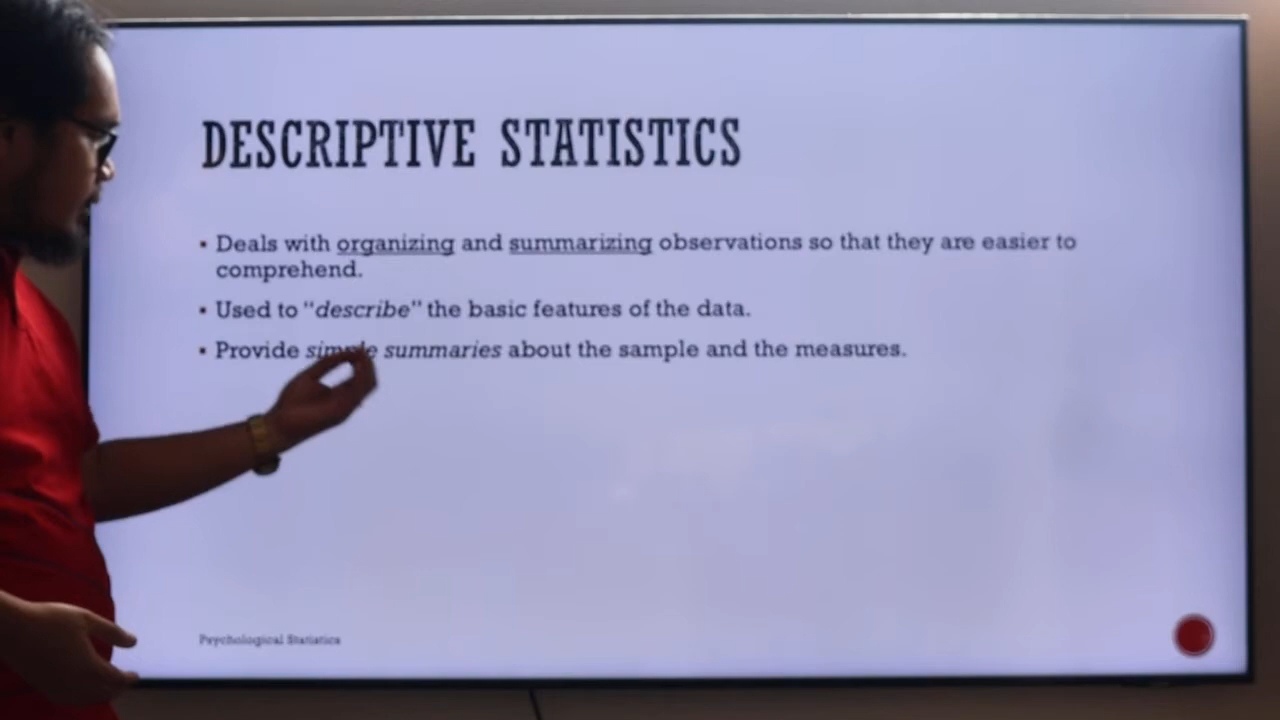 DESCRIPTIVE STATISTICS
▪ Deals with organizing and summarizing observations so that they are easier to
comprehend.
▪ Used to "describe" the basic features of the data.
▪ Provide simple summaries about the sample and the measures.
Psychological Statistics